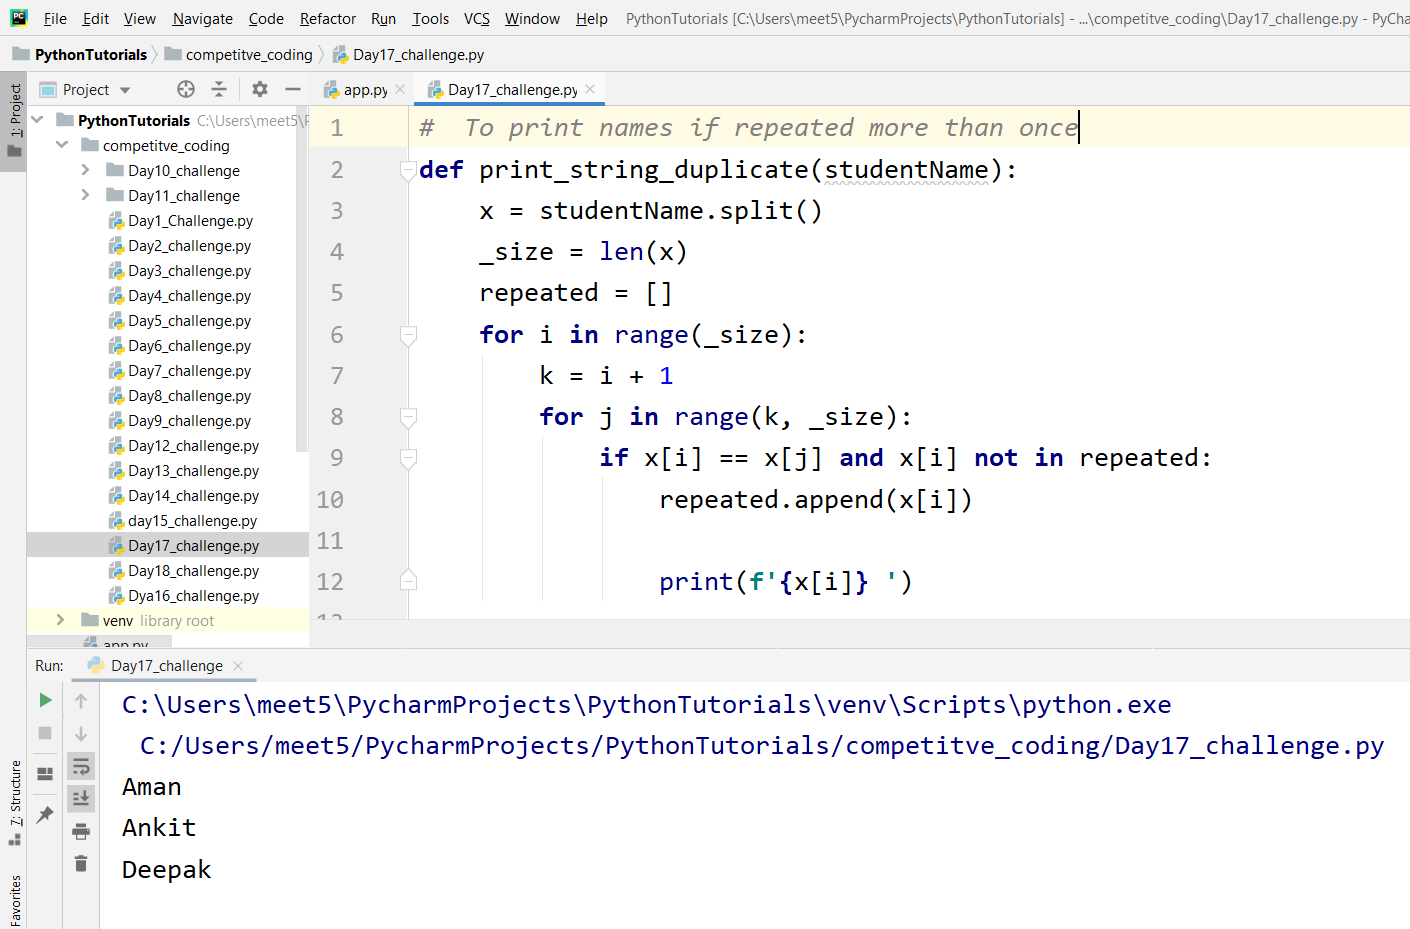 PC File Edit View Navigate Code Refactor Run Tools VCS Window Help PythonTutorials [C:\Users\meet5\PycharmProjects\PythonTutorials] - ...\competitve_coding\Day17_challenge.py - PyCha
PythonTutorials competitve_coding Day17_challenge.py
1: Project
Project
app.py
Day17_challenge.py
PythonTutorials C:\Users\meet5\P
competitve_coding
Day10_challenge
Day11_challenge
Day1_Challenge.py
Day2_challenge.py
Day3_challenge.py
Day4_challenge.py
Day5_challenge.py
Day6_challenge.py
Day7_challenge.py
Day8_challenge.py
Day9_challenge.py
Day12_challenge.py
Day13_challenge.py
Day14_challenge.py
day15_challenge.py
Day17_challenge.py
Day18_challenge.py
Dya16_challenge.py
venv library root
app.py
1 #  To print names if repeated more than once
2 def print_string_duplicate(studentName):
3     x = studentName.split()
4     _size = len(x)
5     repeated = []
6     for i in range(_size):
7         k = i + 1
8         for j in range(k, _size):
9             if x[i] == x[j] and x[i] not in repeated:
10                 repeated.append(x[i])
11
12                 print(f'{x[i]} ')
13
Run: Day17_challenge
C:\Users\meet5\PycharmProjects\PythonTutorials\venv\Scripts\python.exe
C:/Users/meet5/PycharmProjects/PythonTutorials/competitve_coding/Day17_challenge.py
Aman
Ankit
Deepak
7: Structure
Favorites